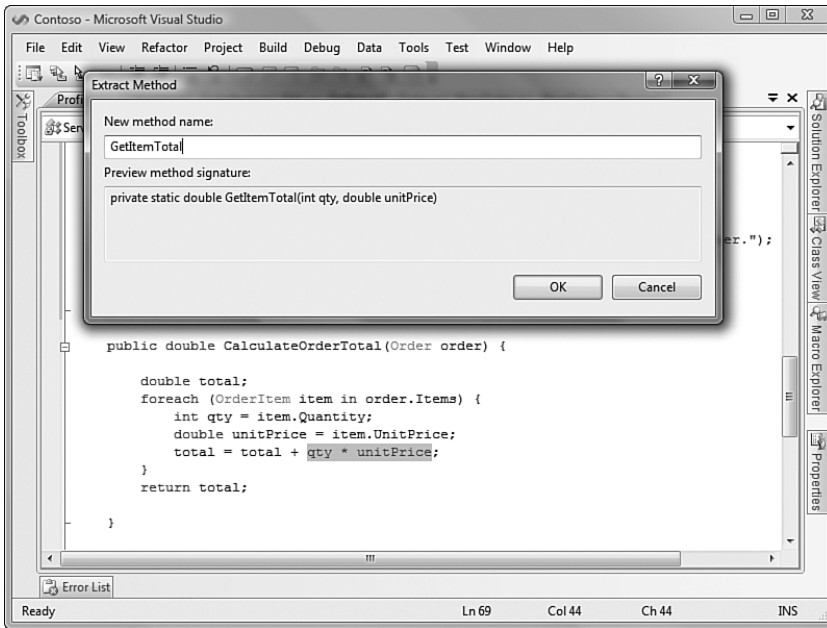 Contoso - Microsoft Visual Studio
File Edit View Refactor Project Build Debug Data Tools Test Window Help
Extract Method
New method name:
GetItemTotal
Preview method signature:
private static double GetItemTotal(int qty, double unitPrice)
OK Cancel
Toolbox
Profi
Ser
er.");
Solution Explorer
Class View
Macro Explorer
Properties
public double CalculateOrderTotal(Order order) {
double total;
foreach (OrderItem item in order.Items) {
int qty = item.Quantity;
double unitPrice = item.UnitPrice;
total = total + qty * unitPrice;
}
return total;
}
Error List
Ready Ln 69 Col 44 Ch 44 INS